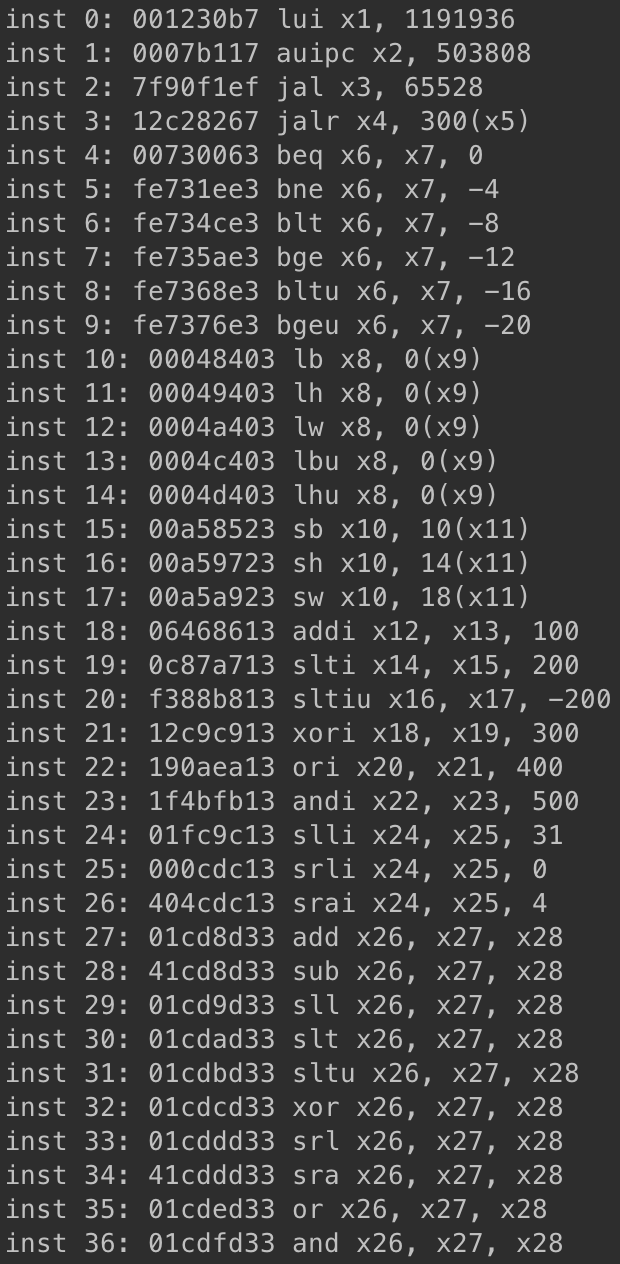 inst 0: 001230b7 lui x1, 1191936
inst 1: 0007b117 auipc x2, 503808
inst 2: 7f90f1ef jal x3, 65528
inst 3: 12c28267 jalr x4, 300(x5)
inst 4: 00730063 beq x6, x7, 0
inst 5: fe731ee3 bne x6, x7, -4
inst 6: fe734ce3 blt x6, x7, -8
inst 7: fe735ae3 bge x6, x7, -12
inst 8: fe7368e3 bltu x6, x7, -16
inst 9: fe7376e3 bgeu x6, x7, -20
inst 10: 00048403 lb x8, 0(x9)
inst 11: 00049403 lh x8, 0(x9)
inst 12: 0004a403 lw x8, 0(x9)
inst 13: 0004c403 lbu x8, 0(x9)
inst 14: 0004d403 lhu x8, 0(x9)
inst 15: 00a58523 sb x10, 10(x11)
inst 16: 00a59723 sh x10, 14(x11)
inst 17: 00a5a923 sw x10, 18(x11)
inst 18: 06468613 addi x12, x13, 100
inst 19: 0c87a713 slti x14, x15, 200
inst 20: f388b813 sltiu x16, x17, -200
inst 21: 12c9c913 xori x18, x19, 300
inst 22: 190aea13 ori x20, x21, 400
inst 23: 1f4bfb13 andi x22, x23, 500
inst 24: 01fc9c13 slli x24, x25, 31
inst 25: 000cdc13 srli x24, x25, 0
inst 26: 404cdc13 srai x24, x25, 4
inst 27: 01cd8d33 add x26, x27, x28
inst 28: 41cd8d33 sub x26, x27, x28
inst 29: 01cd9d33 sll x26, x27, x28
inst 30: 01cdad33 slt x26, x27, x28
inst 31: 01cdbd33 sltu x26, x27, x28
inst 32: 01cdcd33 xor x26, x27, x28
inst 33: 01cddd33 srl x26, x27, x28
inst 34: 41cddd33 sra x26, x27, x28
inst 35: 01cded33 or x26, x27, x28
inst 36: 01cdfd33 and x26, x27, x28